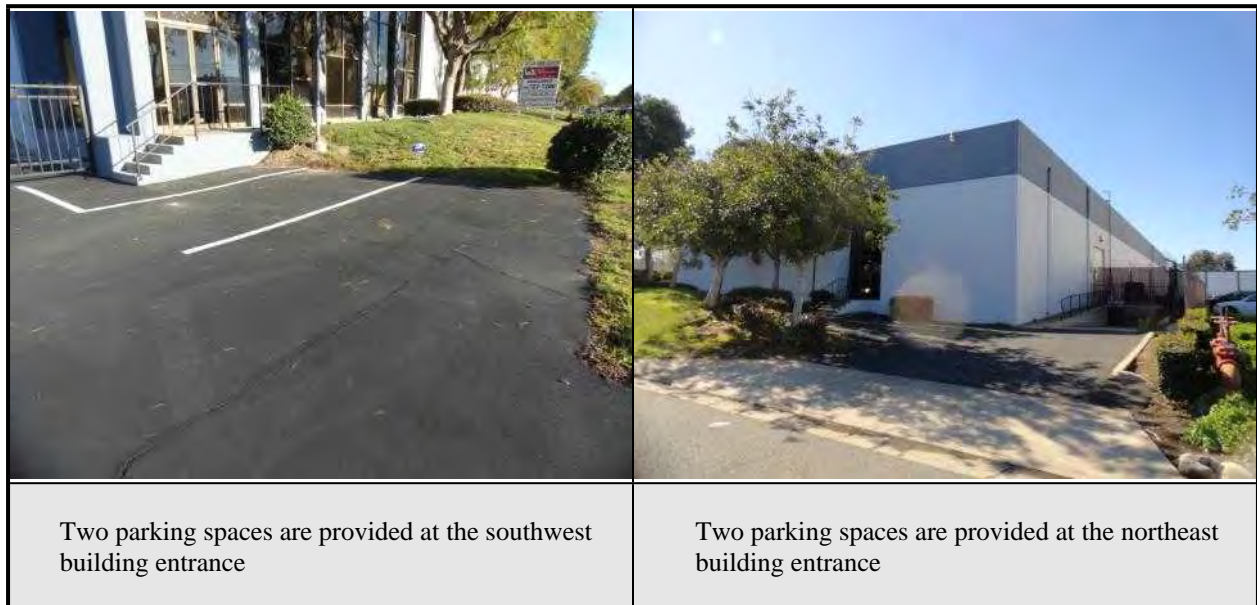 Two parking spaces are provided at the southwest
building entrance
Two parking spaces are provided at the northeast
building entrance